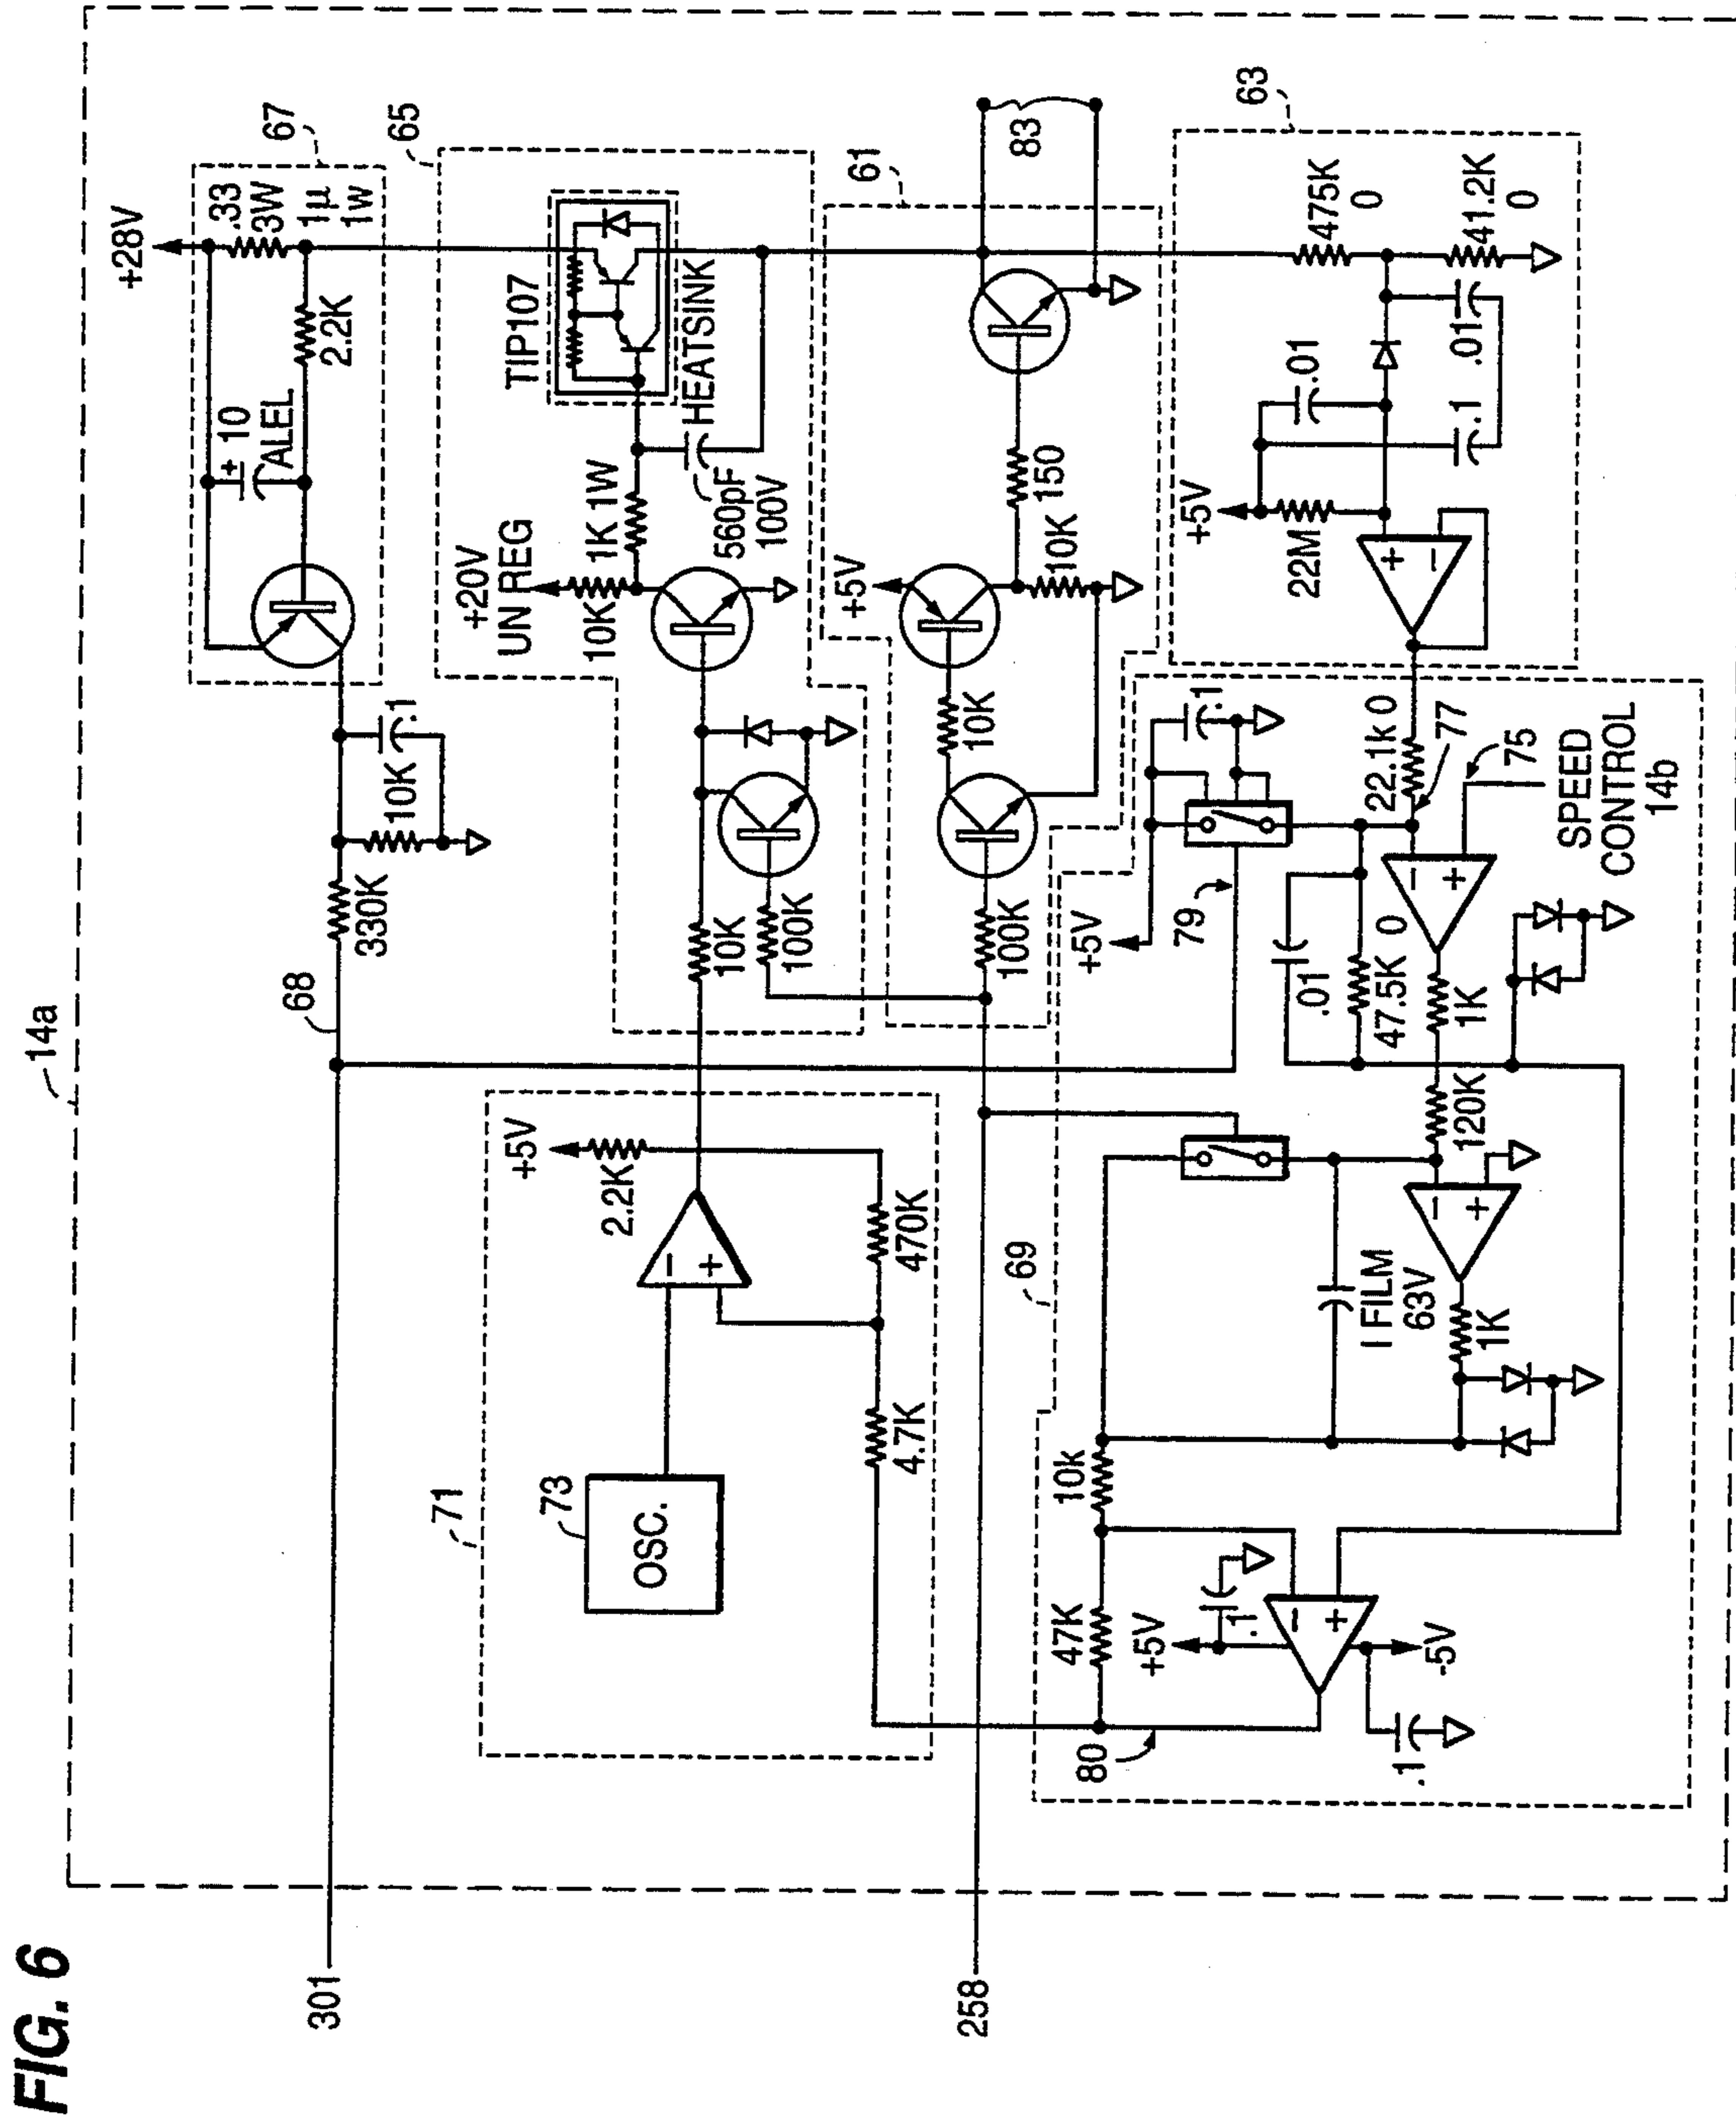 FIG. 6
14a
301
68
330K
10K
.1
+28V
67
.33
3W
1µ
1w
2.2K
+ 10
ALEL
65
TIP107
HEATSINK
+20V
UN REG
10K
1K 1W
560pF
100V
10K
100K
71
73
OSC.
+5V
2.2K
470K
4.7K
258
61
83
+5V
150
10K
10K
100K
63
475K
0
41.2K
0
.01
.01
.1
+5V
22M
69
+5V
79
.1
22.1k 0
77
75
SPEED
CONTROL
14b
.01
47.5K 0
1K
120K
I FILM
63V
1K
10k
47K
+5V
.1
-5V
.1
80